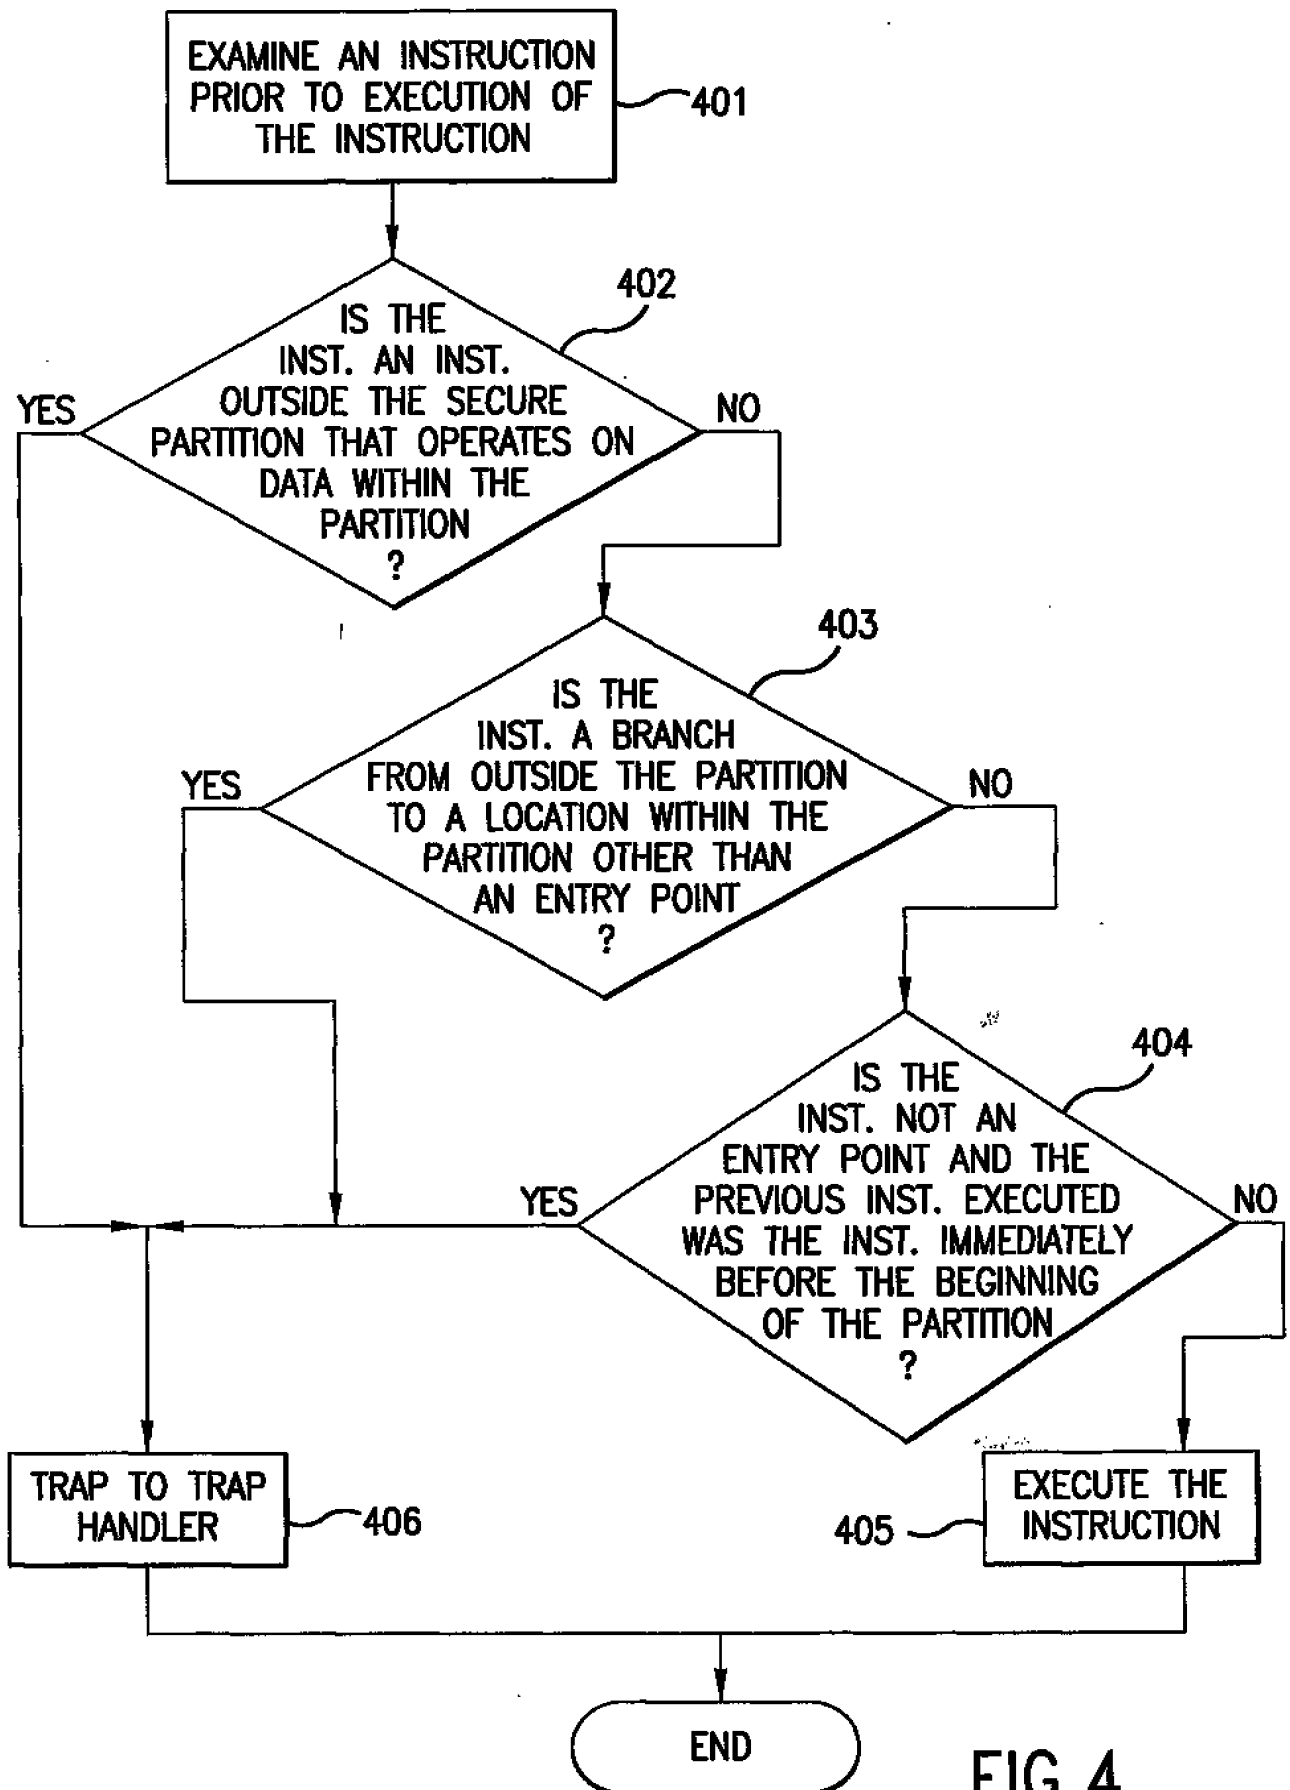 EXAMINE AN INSTRUCTION
PRIOR TO EXECUTION OF
THE INSTRUCTION
401
402
IS THE
INST. AN INST.
OUTSIDE THE SECURE
PARTITION THAT OPERATES ON
DATA WITHIN THE
PARTITION
?
YES
NO
403
IS THE
INST. A BRANCH
FROM OUTSIDE THE PARTITION
TO A LOCATION WITHIN THE
PARTITION OTHER THAN
AN ENTRY POINT
?
YES
NO
404
IS THE
INST. NOT AN
ENTRY POINT AND THE
PREVIOUS INST. EXECUTED
WAS THE INST. IMMEDIATELY
BEFORE THE BEGINNING
OF THE PARTITION
?
YES
NO
TRAP TO TRAP
HANDLER
406
405
EXECUTE THE
INSTRUCTION
END
FIG. 4